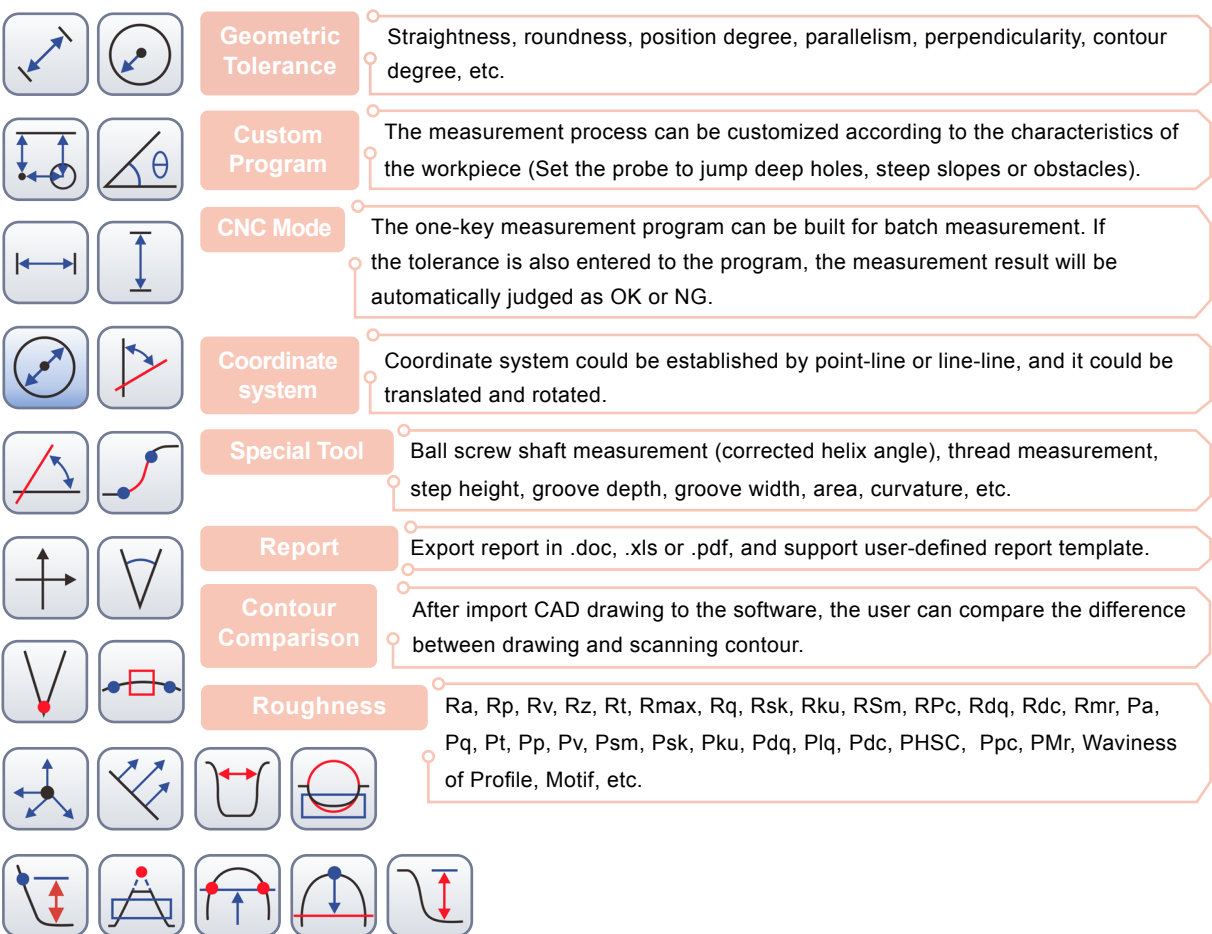 Geometric
Tolerance
Straightness, roundness, position degree, parallelism, perpendicularity, contour
degree, etc.
θ
Custom
Program
The measurement process can be customized according to the characteristics of
the workpiece (Set the probe to jump deep holes, steep slopes or obstacles).
CNC Mode
The one-key measurement program can be built for batch measurement. If
the tolerance is also entered to the program, the measurement result will be
automatically judged as OK or NG.
Coordinate
system
Coordinate system could be established by point-line or line-line, and it could be
translated and rotated.
Special Tool
Ball screw shaft measurement (corrected helix angle), thread measurement,
step height, groove depth, groove width, area, curvature, etc.
Report
Export report in .doc, .xls or .pdf, and support user-defined report template.
Contour
Comparison
After import CAD drawing to the software, the user can compare the difference
between drawing and scanning contour.
Roughness
Ra, Rp, Rv, Rz, Rt, Rmax, Rq, Rsk, Rku, RSm, RPc, Rdq, Rdc, Rmr, Pa,
Pq, Pt, Pp, Pv, Psm, Psk, Pku, Pdq, Plq, Pdc, PHSC, Ppc, PMr, Waviness
of Profile, Motif, etc.